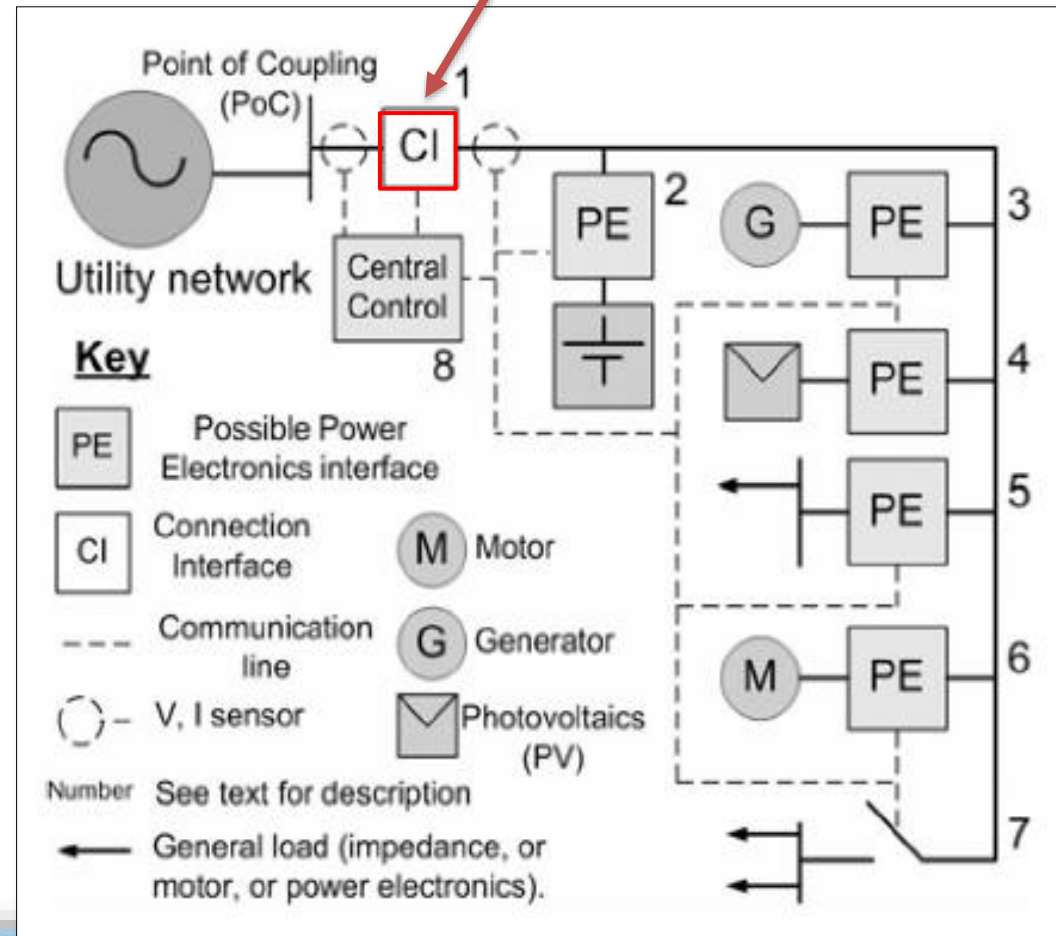 Point of Coupling
(PoC)
1
CI
2
PE
3
G
PE
Utility network
Central
Control
8
4
PE
Key
PE
Possible Power
Electronics interface
5
PE
CI
Connection
Interface
M
Motor
Communication
line
G
Generator
6
M
PE
V, I sensor
Photovoltaics
(PV)
Number
See text for description
7
General load (impedance, or
motor, or power electronics).